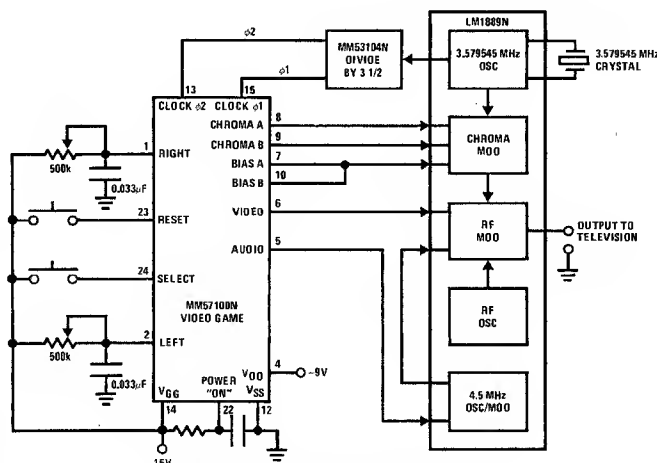 LM1889N
ϕ2
MM53104N
DIVIDE
BY 3 1/2
3.579545 MHz
OSC
3.579545 MHz
CRYSTAL
ϕ1
13
15
CLOCK ϕ2
CLOCK ϕ1
8
CHROMA A
9
CHROMA B
7
BIAS A
10
BIAS B
CHROMA
MOD
1
RIGHT
500k
0.033µF
6
VIDEO
RF
MOD
OUTPUT TO
TELEVISION
23
RESET
5
AUDIO
24
SELECT
MM57100N
VIDEO GAME
RF
OSC
2
LEFT
500k
0.033µF
VDD
4
-9V
POWER
"ON"
VGG
VSS
14
22
12
4.5 MHz
OSC/MOD
15V